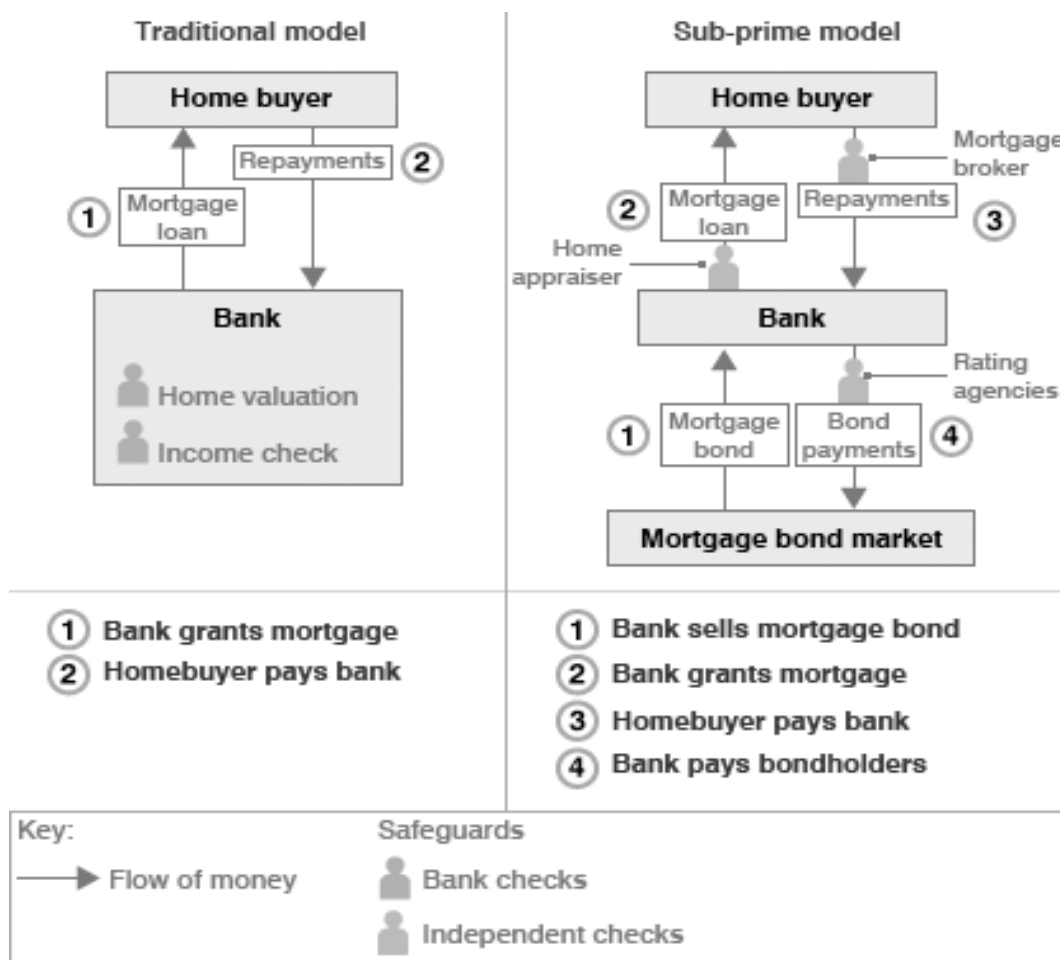 Traditional model
Home buyer
Repayments
2
1
Mortgage
loan
Bank
Home valuation
Income check
1 Bank grants mortgage
2 Homebuyer pays bank
Sub-prime model
Home buyer
Mortgage
broker
2
Mortgage
loan
Repayments
3
Home
appraiser
Bank
Rating
agencies
1
Mortgage
bond
Bond
payments
4
Mortgage bond market
1 Bank sells mortgage bond
2 Bank grants mortgage
3 Homebuyer pays bank
4 Bank pays bondholders
Key:
Flow of money
Safeguards
Bank checks
Independent checks